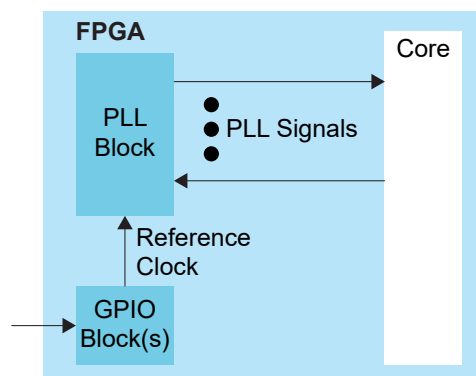 FPGA
Core
PLL
Block
PLL Signals
Reference
Clock
GPIO
Block(s)